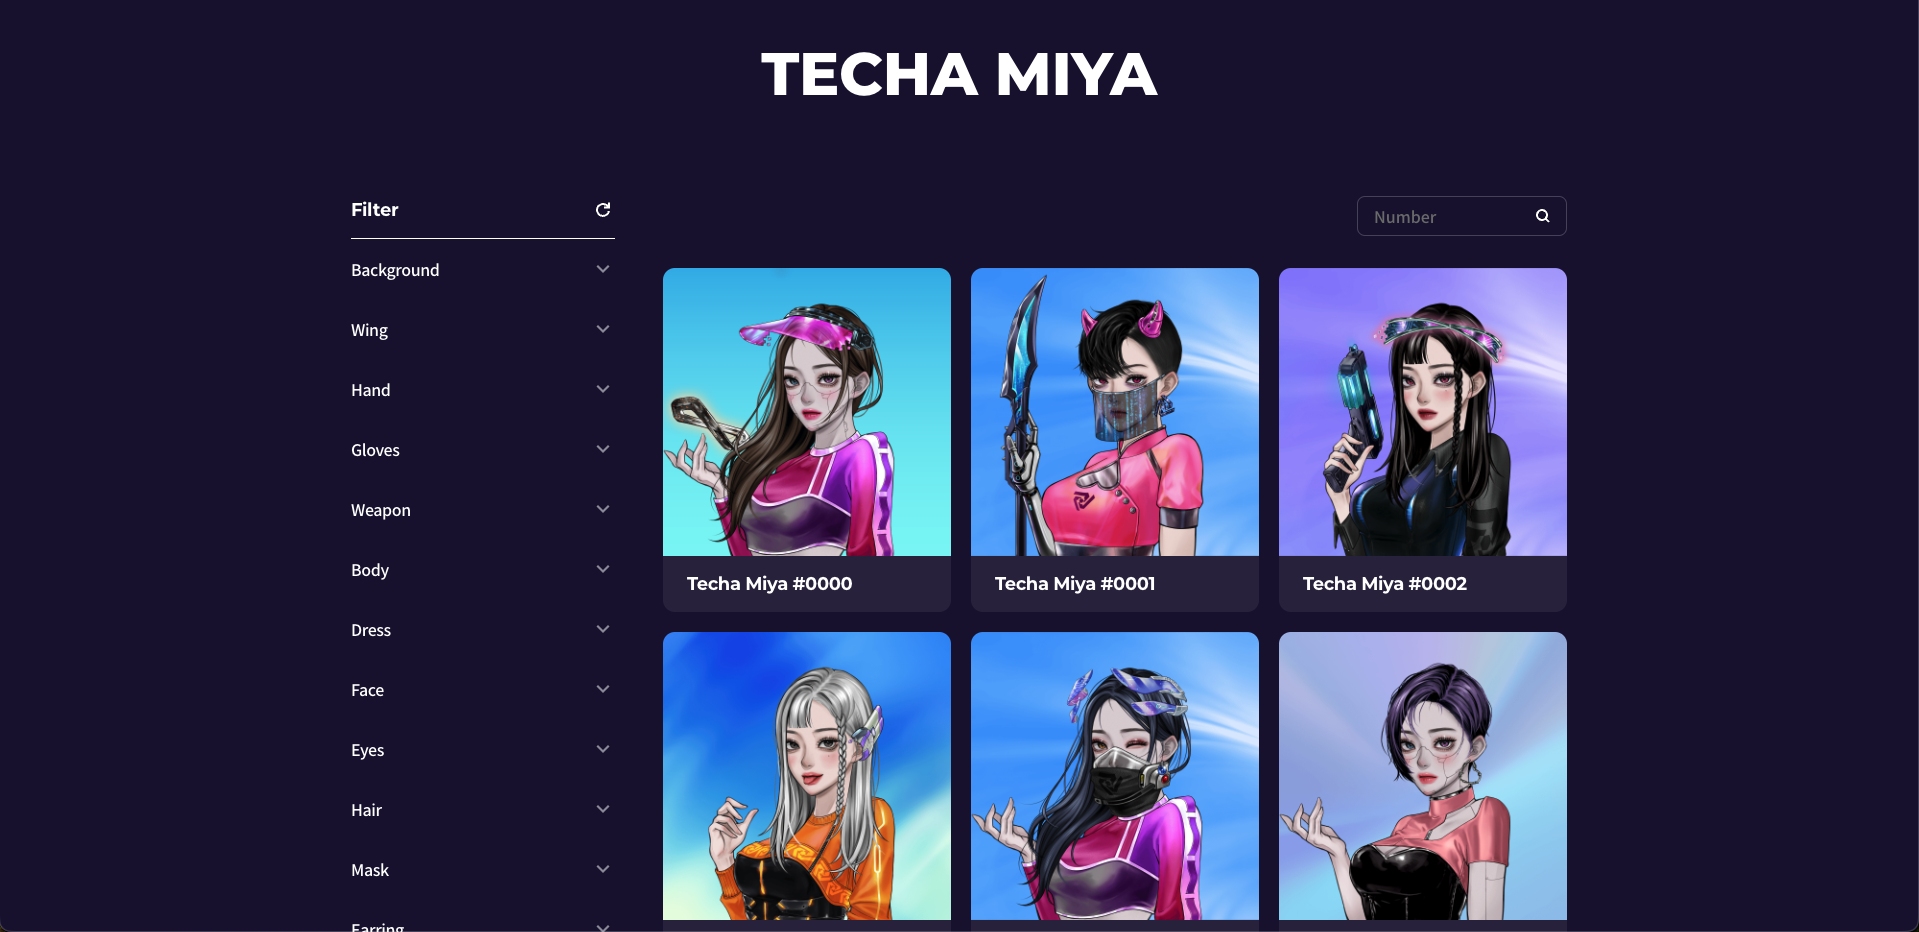 TECHA MIYA
Filter
Number
Background
Wing
Hand
Gloves
Weapon
Body
Dress
Face
Eyes
Hair
Mask
Earring
Techa Miya #0000
Techa Miya #0001
Techa Miya #0002